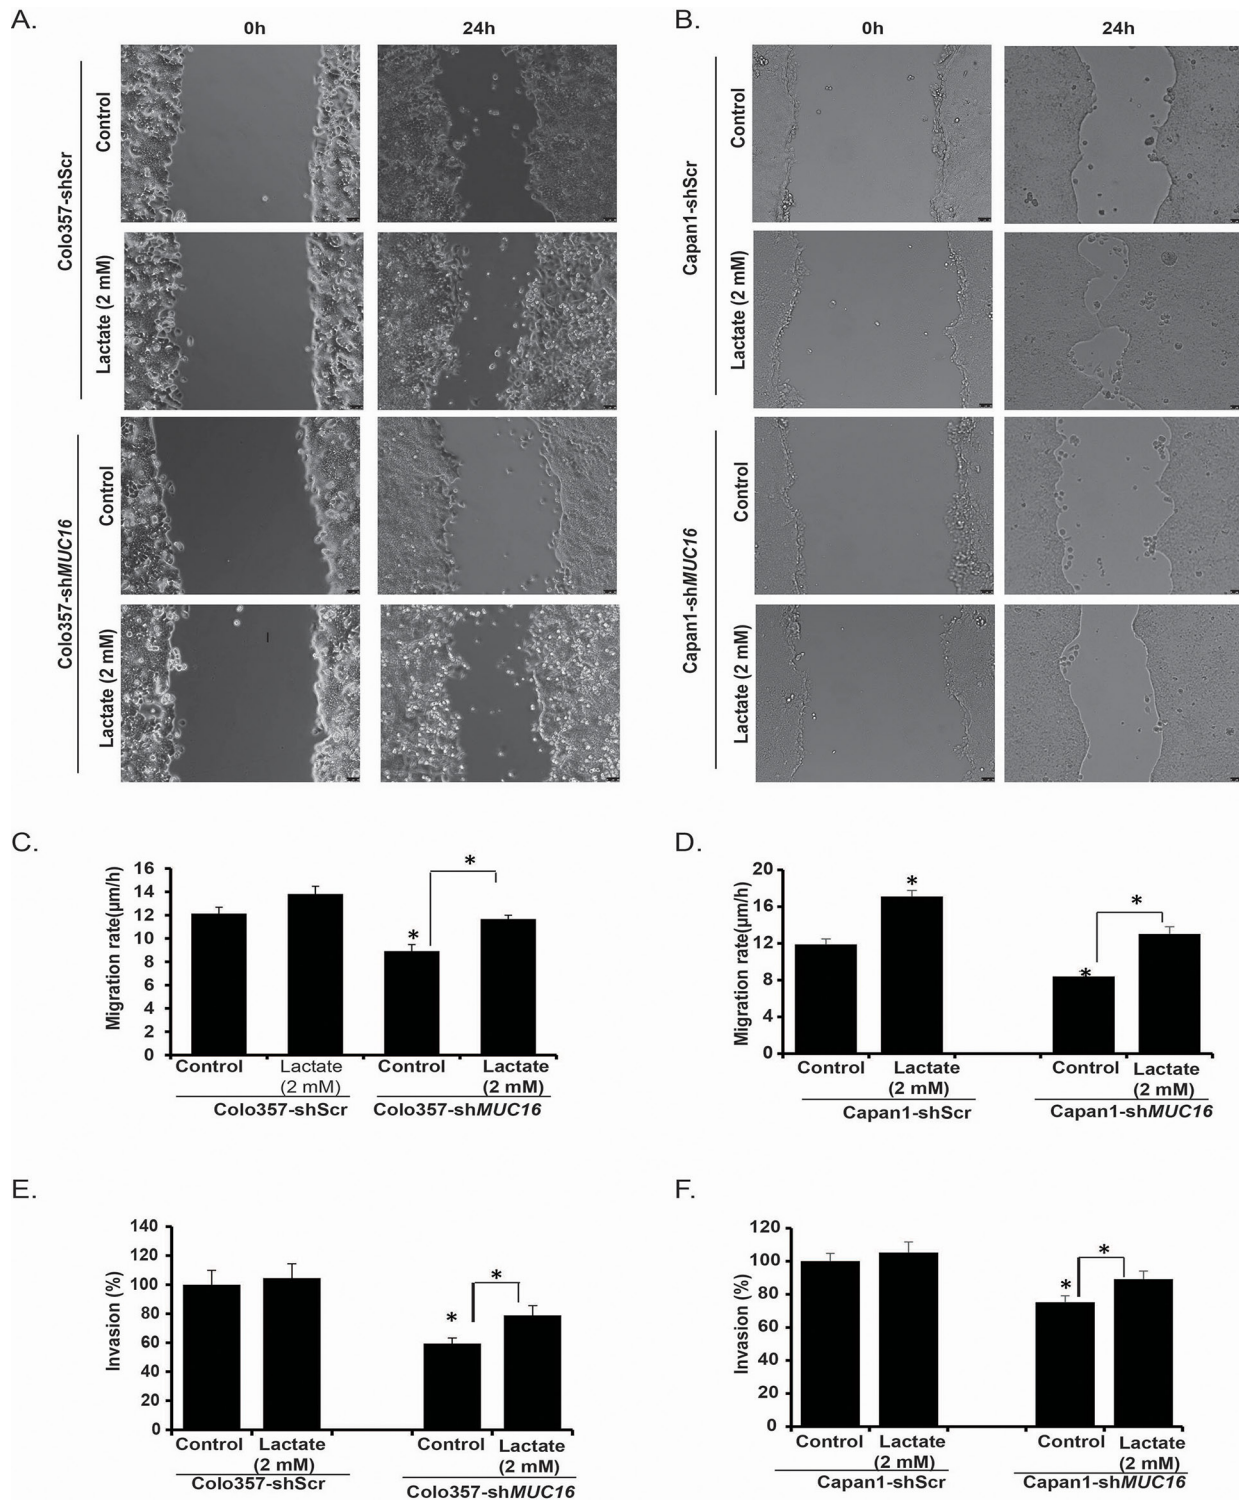 A.
0h
24h
Colo357-shScr
Control
Lactate (2 mM)
Colo357-shMUC16
Control
Lactate (2 mM)
B.
0h
24h
Capan1-shScr
Control
Lactate (2 mM)
Capan1-shMUC16
Control
Lactate (2 mM)
C.
Migration rate(µm/h)
16
14
12
10
8
6
4
2
0
*
*
Control
Lactate
(2 mM)
Control
Lactate
(2 mM)
Colo357-shScr
Colo357-shMUC16
D.
Migration rate(µm/h)
20
16
12
8
4
0
*
*
*
Control
Lactate
(2 mM)
Control
Lactate
(2 mM)
Capan1-shScr
Capan1-shMUC16
E.
Invasion (%)
140
120
100
80
60
40
20
0
*
*
Control
Lactate
(2 mM)
Control
Lactate
(2 mM)
Colo357-shScr
Colo357-shMUC16
F.
Invasion (%)
120
100
80
60
40
20
0
*
*
Control
Lactate
(2 mM)
Control
Lactate
(2 mM)
Capan1-shScr
Capan1-shMUC16